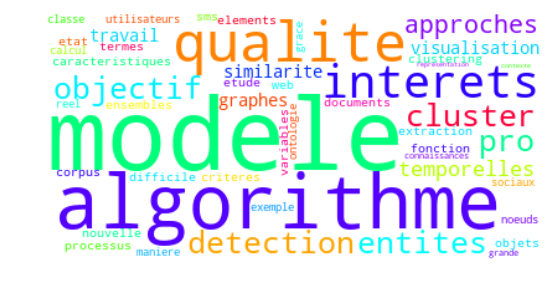 classe utilisateurs sms elements approches
etat travail termes qualite grace visualisation
calcul caracteristiques similarite clustering representation connaissances contexte
objectif etude web interets
reel ensembles graphes documents cluster
modele variables ontologie extraction pro
corpus difficile criteres fonction temporelles
algorithme exemple sociaux
nouvelle noeuds
processus maniere detection entites objets grande